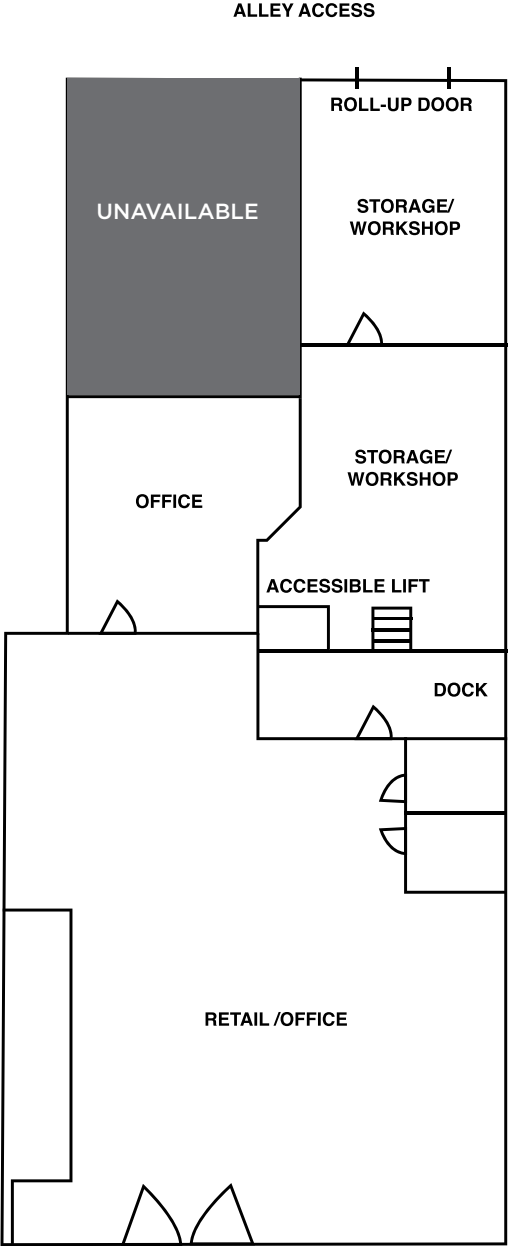 ALLEY ACCESS
ROLL-UP DOOR
UNAVAILABLE
STORAGE/
WORKSHOP
STORAGE/
WORKSHOP
OFFICE
ACCESSIBLE LIFT
DOCK
RETAIL /OFFICE